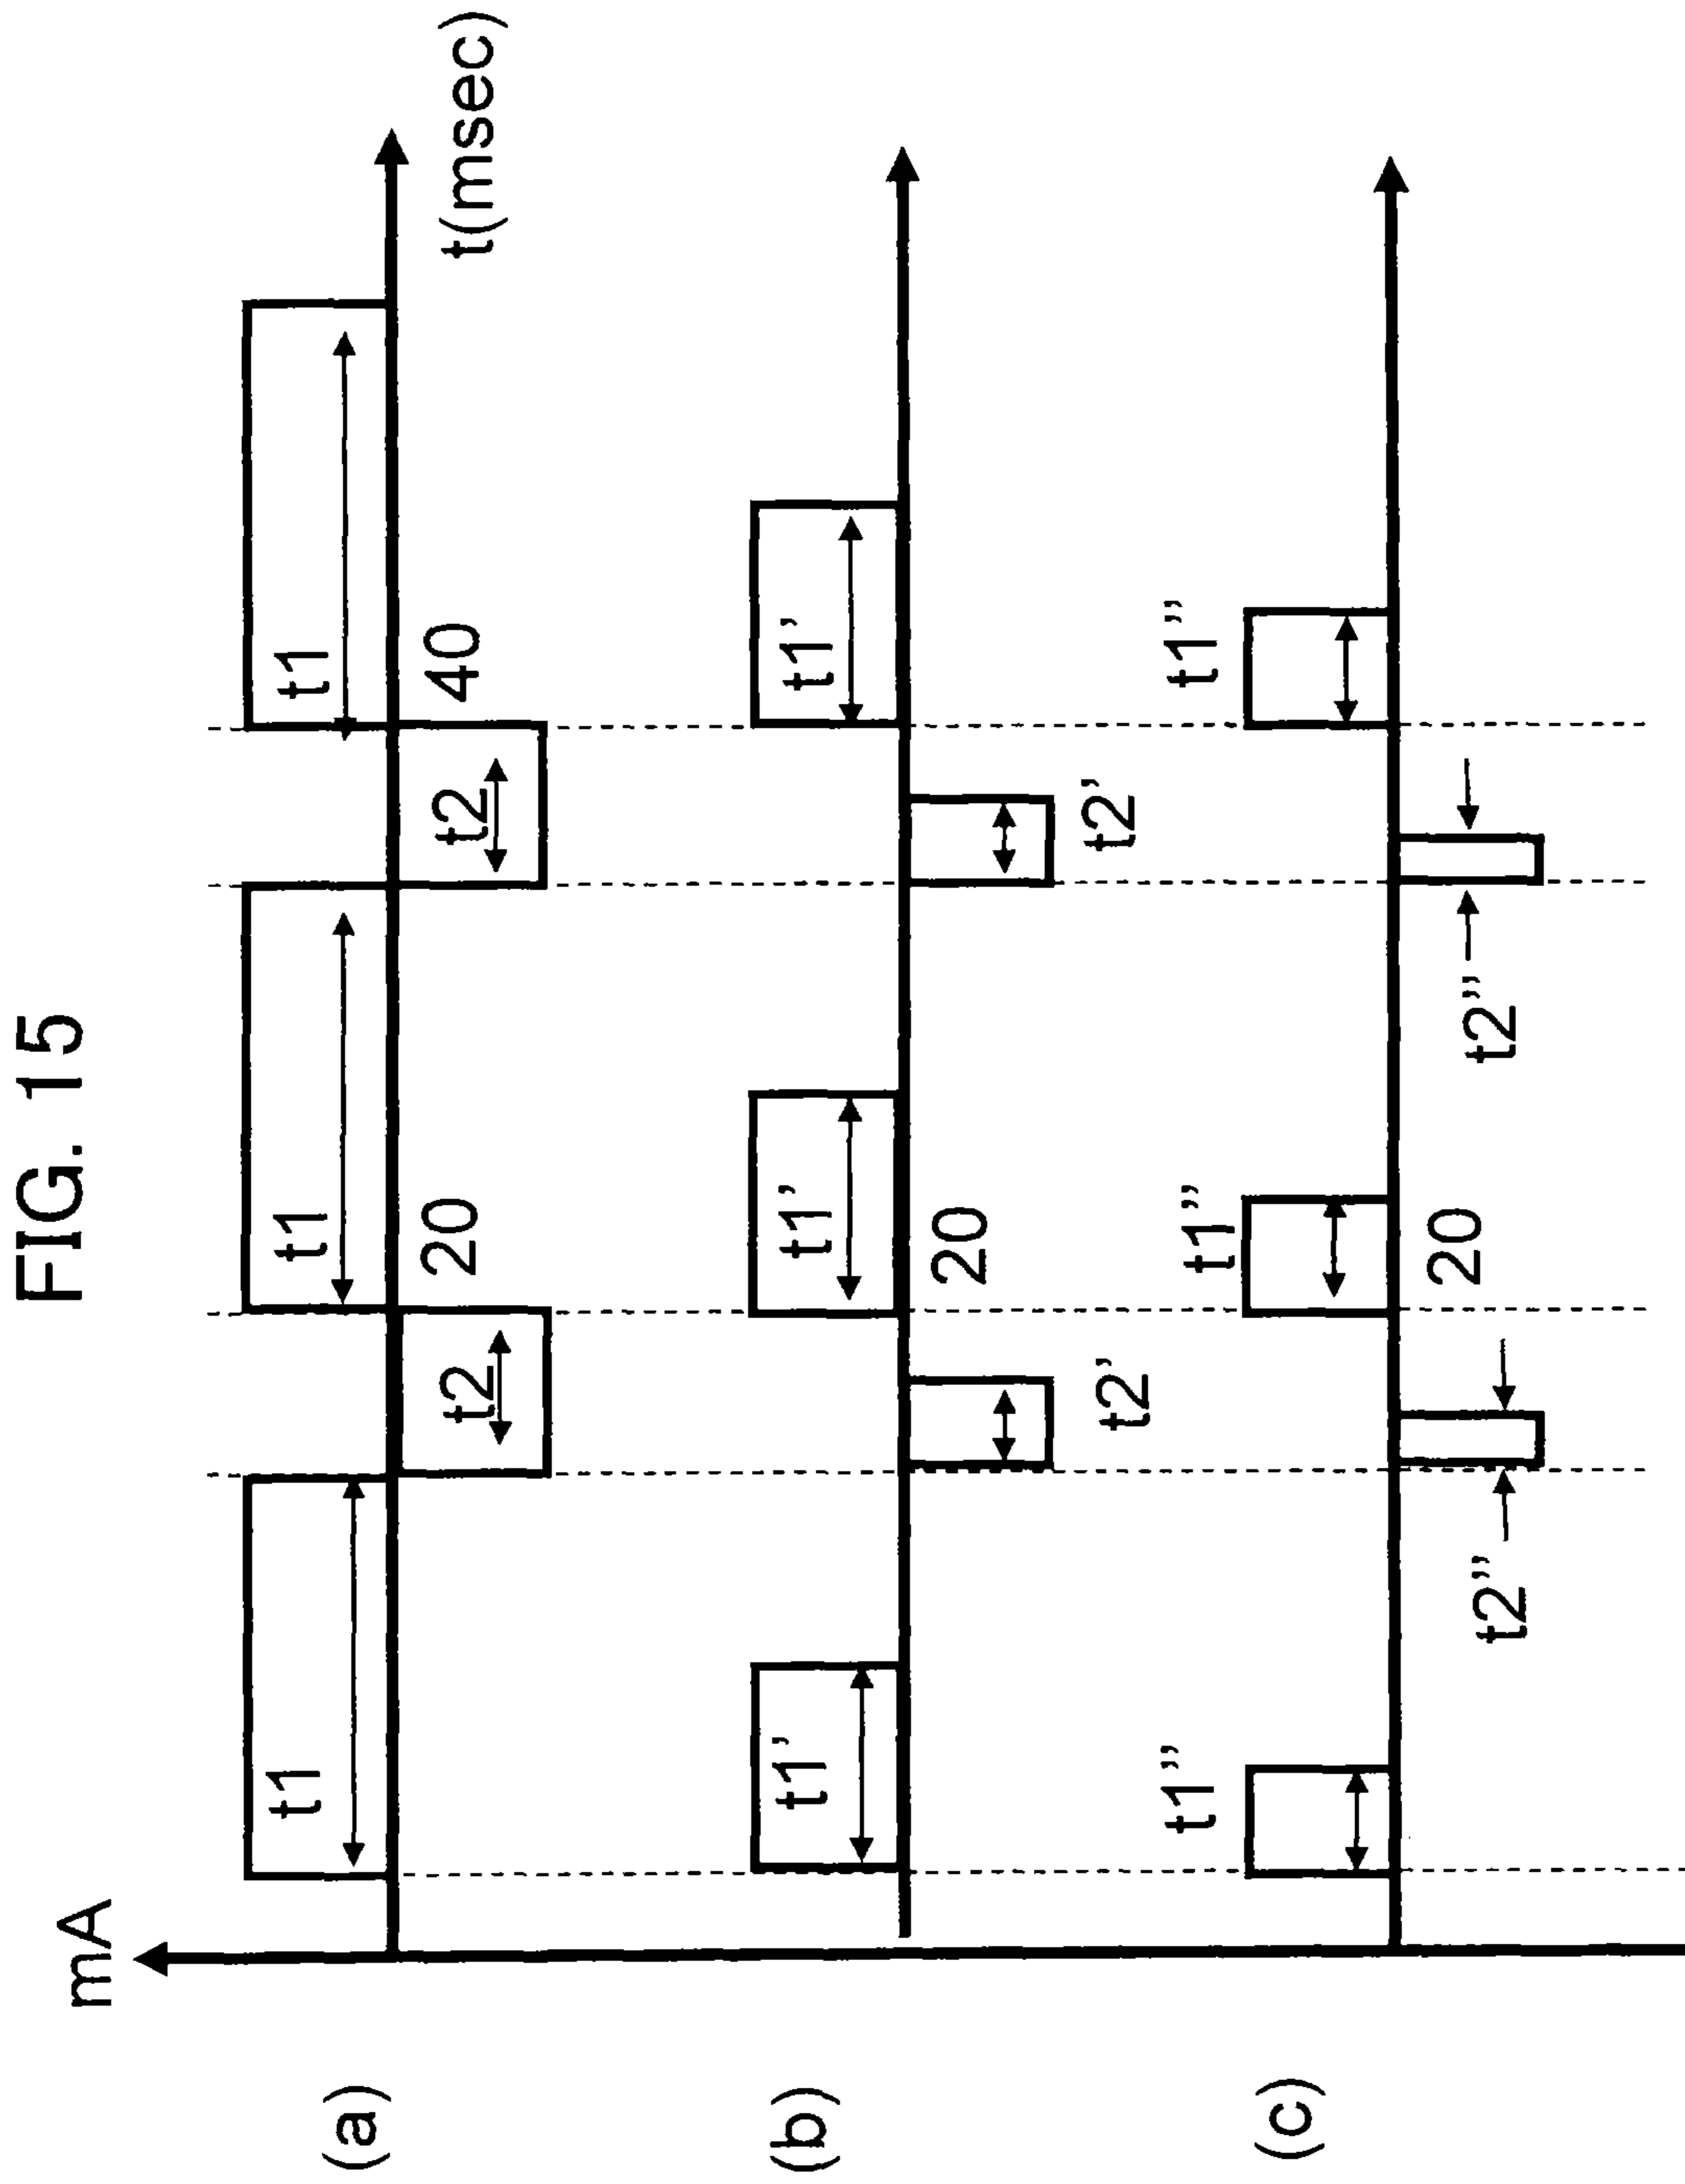 FIG. 15
mA
(a)
t1
t1
t1
t2
t2
20
40
t(msec)
(b)
t1’
t1’
t1’
20
t2’
t2’
(c)
t1”
t1”
t1”
20
t2”
t2”